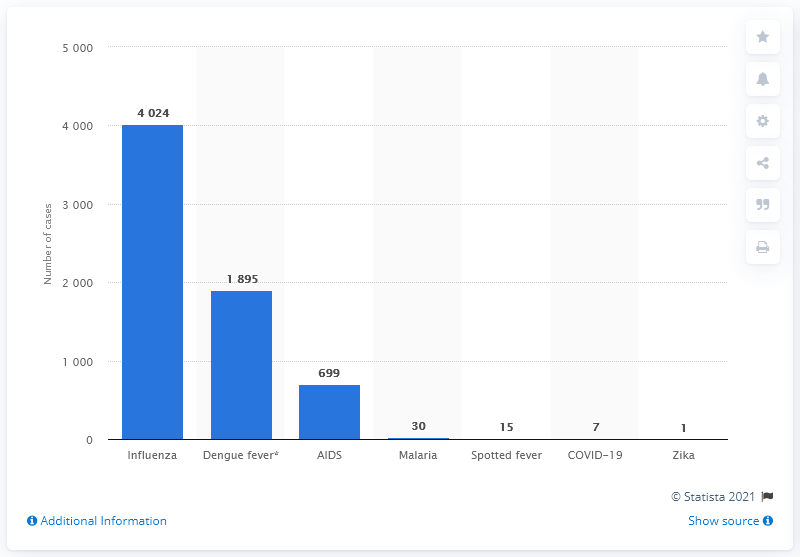 5 000
4 000
3 000
2 000
1 000
0
Number of cases
4 024
1 895
699
30
15
7
1
Influenza
Dengue fever*
AIDS
Malaria
Spotted fever
COVID-19
Zika
© Statista 2021
Additional Information
Show source